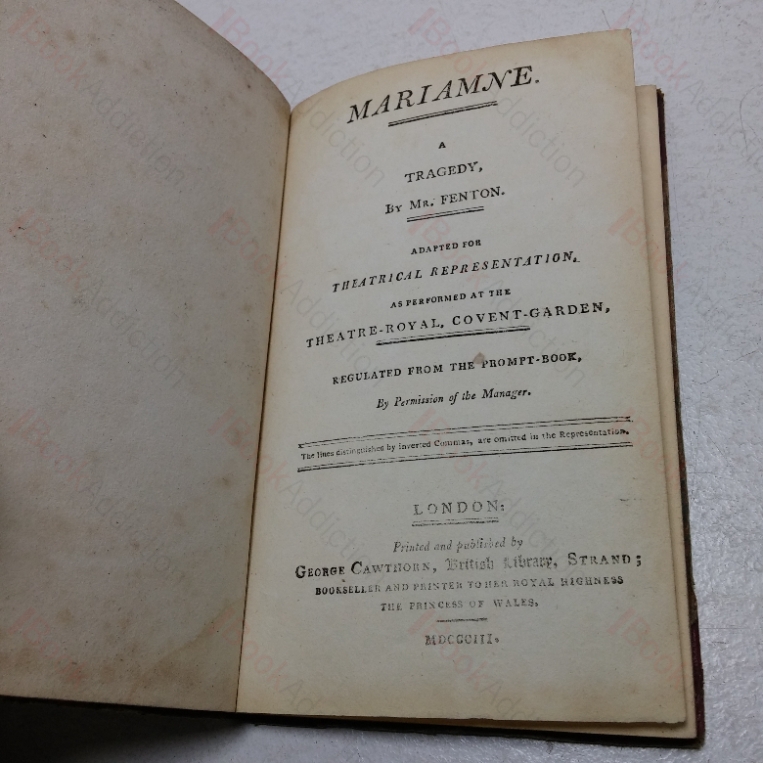 MARIAMNE.
A
TRAGEDY,
BY MR. FENTON.
ADAPTED FOR
THEATRICAL REPRESENTATION,
AS PERFORMED AT THE
THEATRE-ROYAL, COVENT-GARDEN,
REGULATED FROM THE PROMPT-BOOK,
By Permission of the Manager.
The lines distinguished by inverted Commas, are omitted in the Representation.
LONDON:
Printed and published by
GEORGE CAWTHORN, British Library, STRAND;
BOOKSELLER AND PRINTER TO HER ROYAL HIGHNESS
THE PRINCESS OF WALES.
MDCCCIII.
BookAddiction